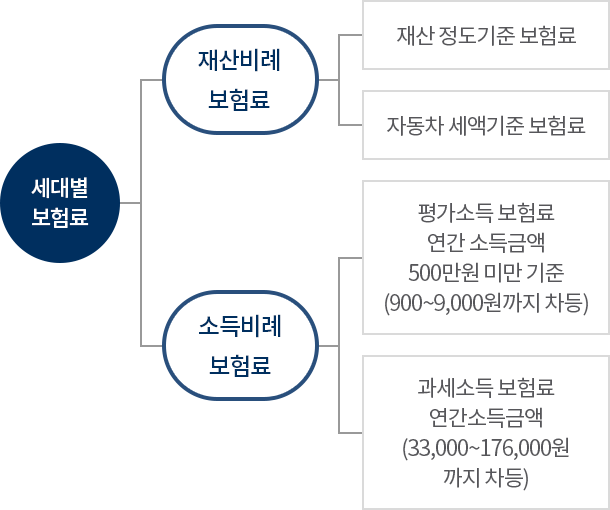 세대별
보험료
재산비례
보험료
재산 정도기준 보험료
자동차 세액기준 보험료
소득비례
보험료
평가소득 보험료
연간 소득금액
500만원 미만 기준
(900~9,000원까지 차등)
과세소득 보험료
연간소득금액
(33,000~176,000원
까지 차등)